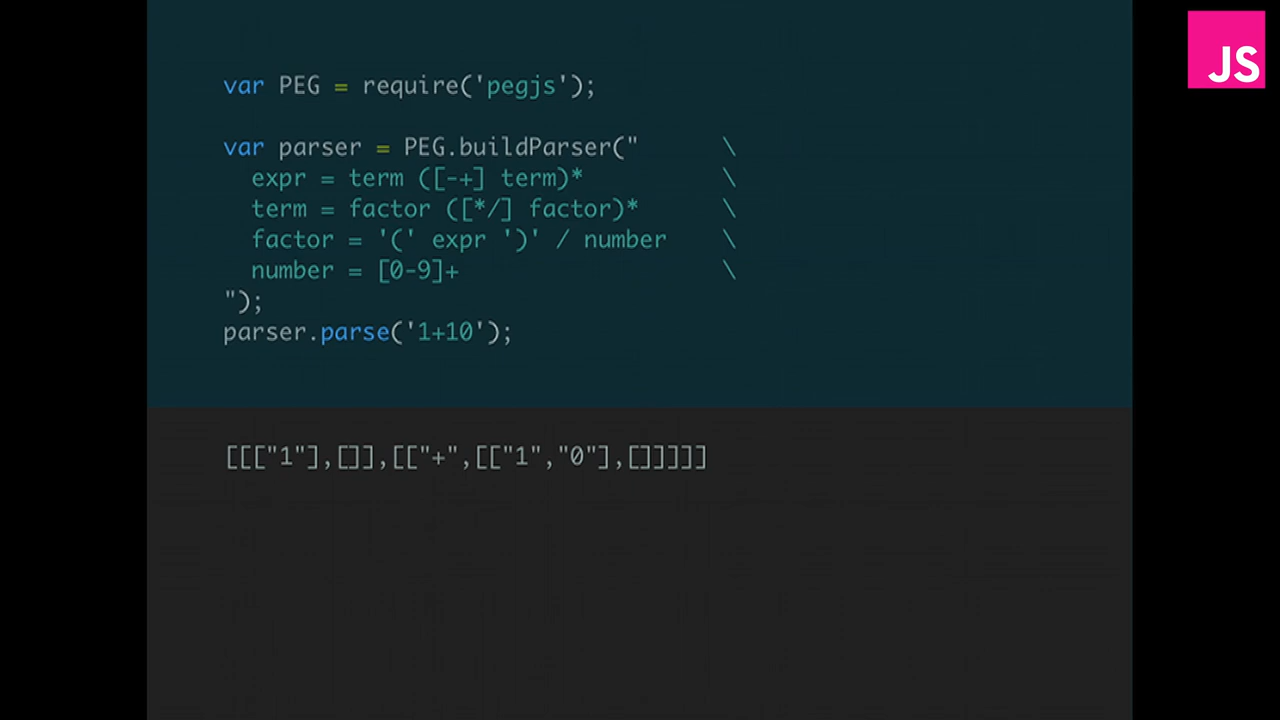 JS
var PEG = require('pegjs');
var parser = PEG.buildParser(" \
expr = term ([-+] term)* \
term = factor ([*/] factor)* \
factor = '(' expr ')' / number \
number = [0-9]+ \
");
parser.parse('1+10');
[[["1"],[]],[["+",[["1","0"],[]]]]]